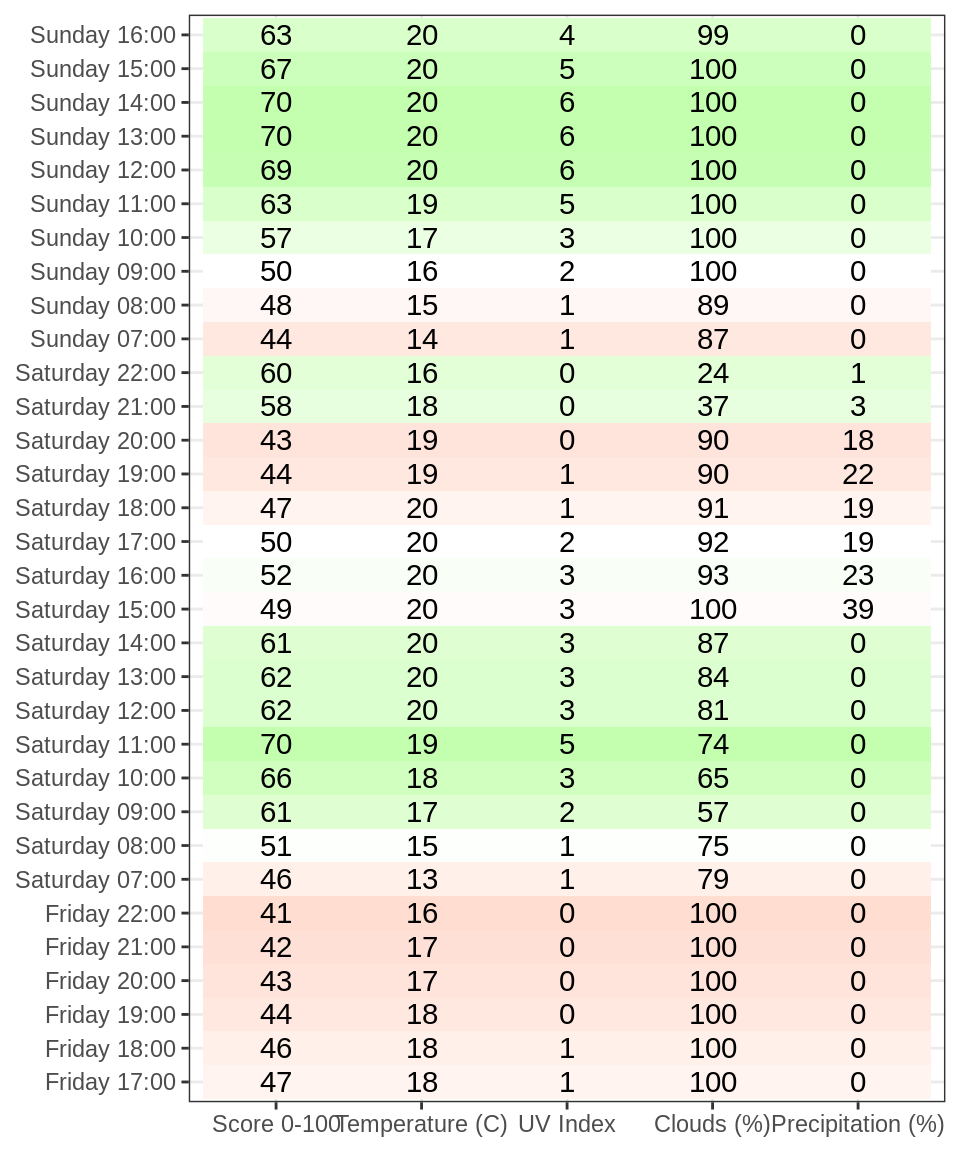 Sunday 16:00 63 20 4 99 0
Sunday 15:00 67 20 5 100 0
Sunday 14:00 70 20 6 100 0
Sunday 13:00 70 20 6 100 0
Sunday 12:00 69 20 6 100 0
Sunday 11:00 63 19 5 100 0
Sunday 10:00 57 17 3 100 0
Sunday 09:00 50 16 2 100 0
Sunday 08:00 48 15 1 89 0
Sunday 07:00 44 14 1 87 0
Saturday 22:00 60 16 0 24 1
Saturday 21:00 58 18 0 37 3
Saturday 20:00 43 19 0 90 18
Saturday 19:00 44 19 1 90 22
Saturday 18:00 47 20 1 91 19
Saturday 17:00 50 20 2 92 19
Saturday 16:00 52 20 3 93 23
Saturday 15:00 49 20 3 100 39
Saturday 14:00 61 20 3 87 0
Saturday 13:00 62 20 3 84 0
Saturday 12:00 62 20 3 81 0
Saturday 11:00 70 19 5 74 0
Saturday 10:00 66 18 3 65 0
Saturday 09:00 61 17 2 57 0
Saturday 08:00 51 15 1 75 0
Saturday 07:00 46 13 1 79 0
Friday 22:00 41 16 0 100 0
Friday 21:00 42 17 0 100 0
Friday 20:00 43 17 0 100 0
Friday 19:00 44 18 0 100 0
Friday 18:00 46 18 1 100 0
Friday 17:00 47 18 1 100 0
Score 0-100 Temperature (C) UV Index Clouds (%) Precipitation (%)